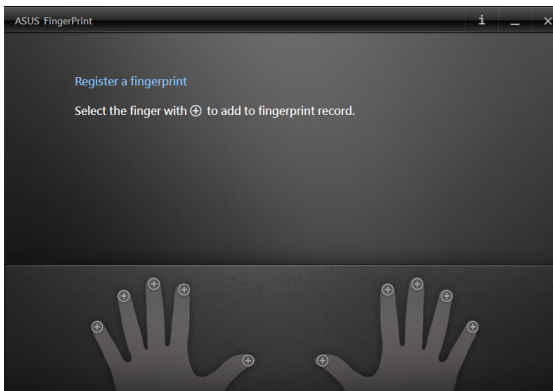 ASUS FingerPrint
Register a fingerprint
Select the finger with ⊕ to add to fingerprint record.